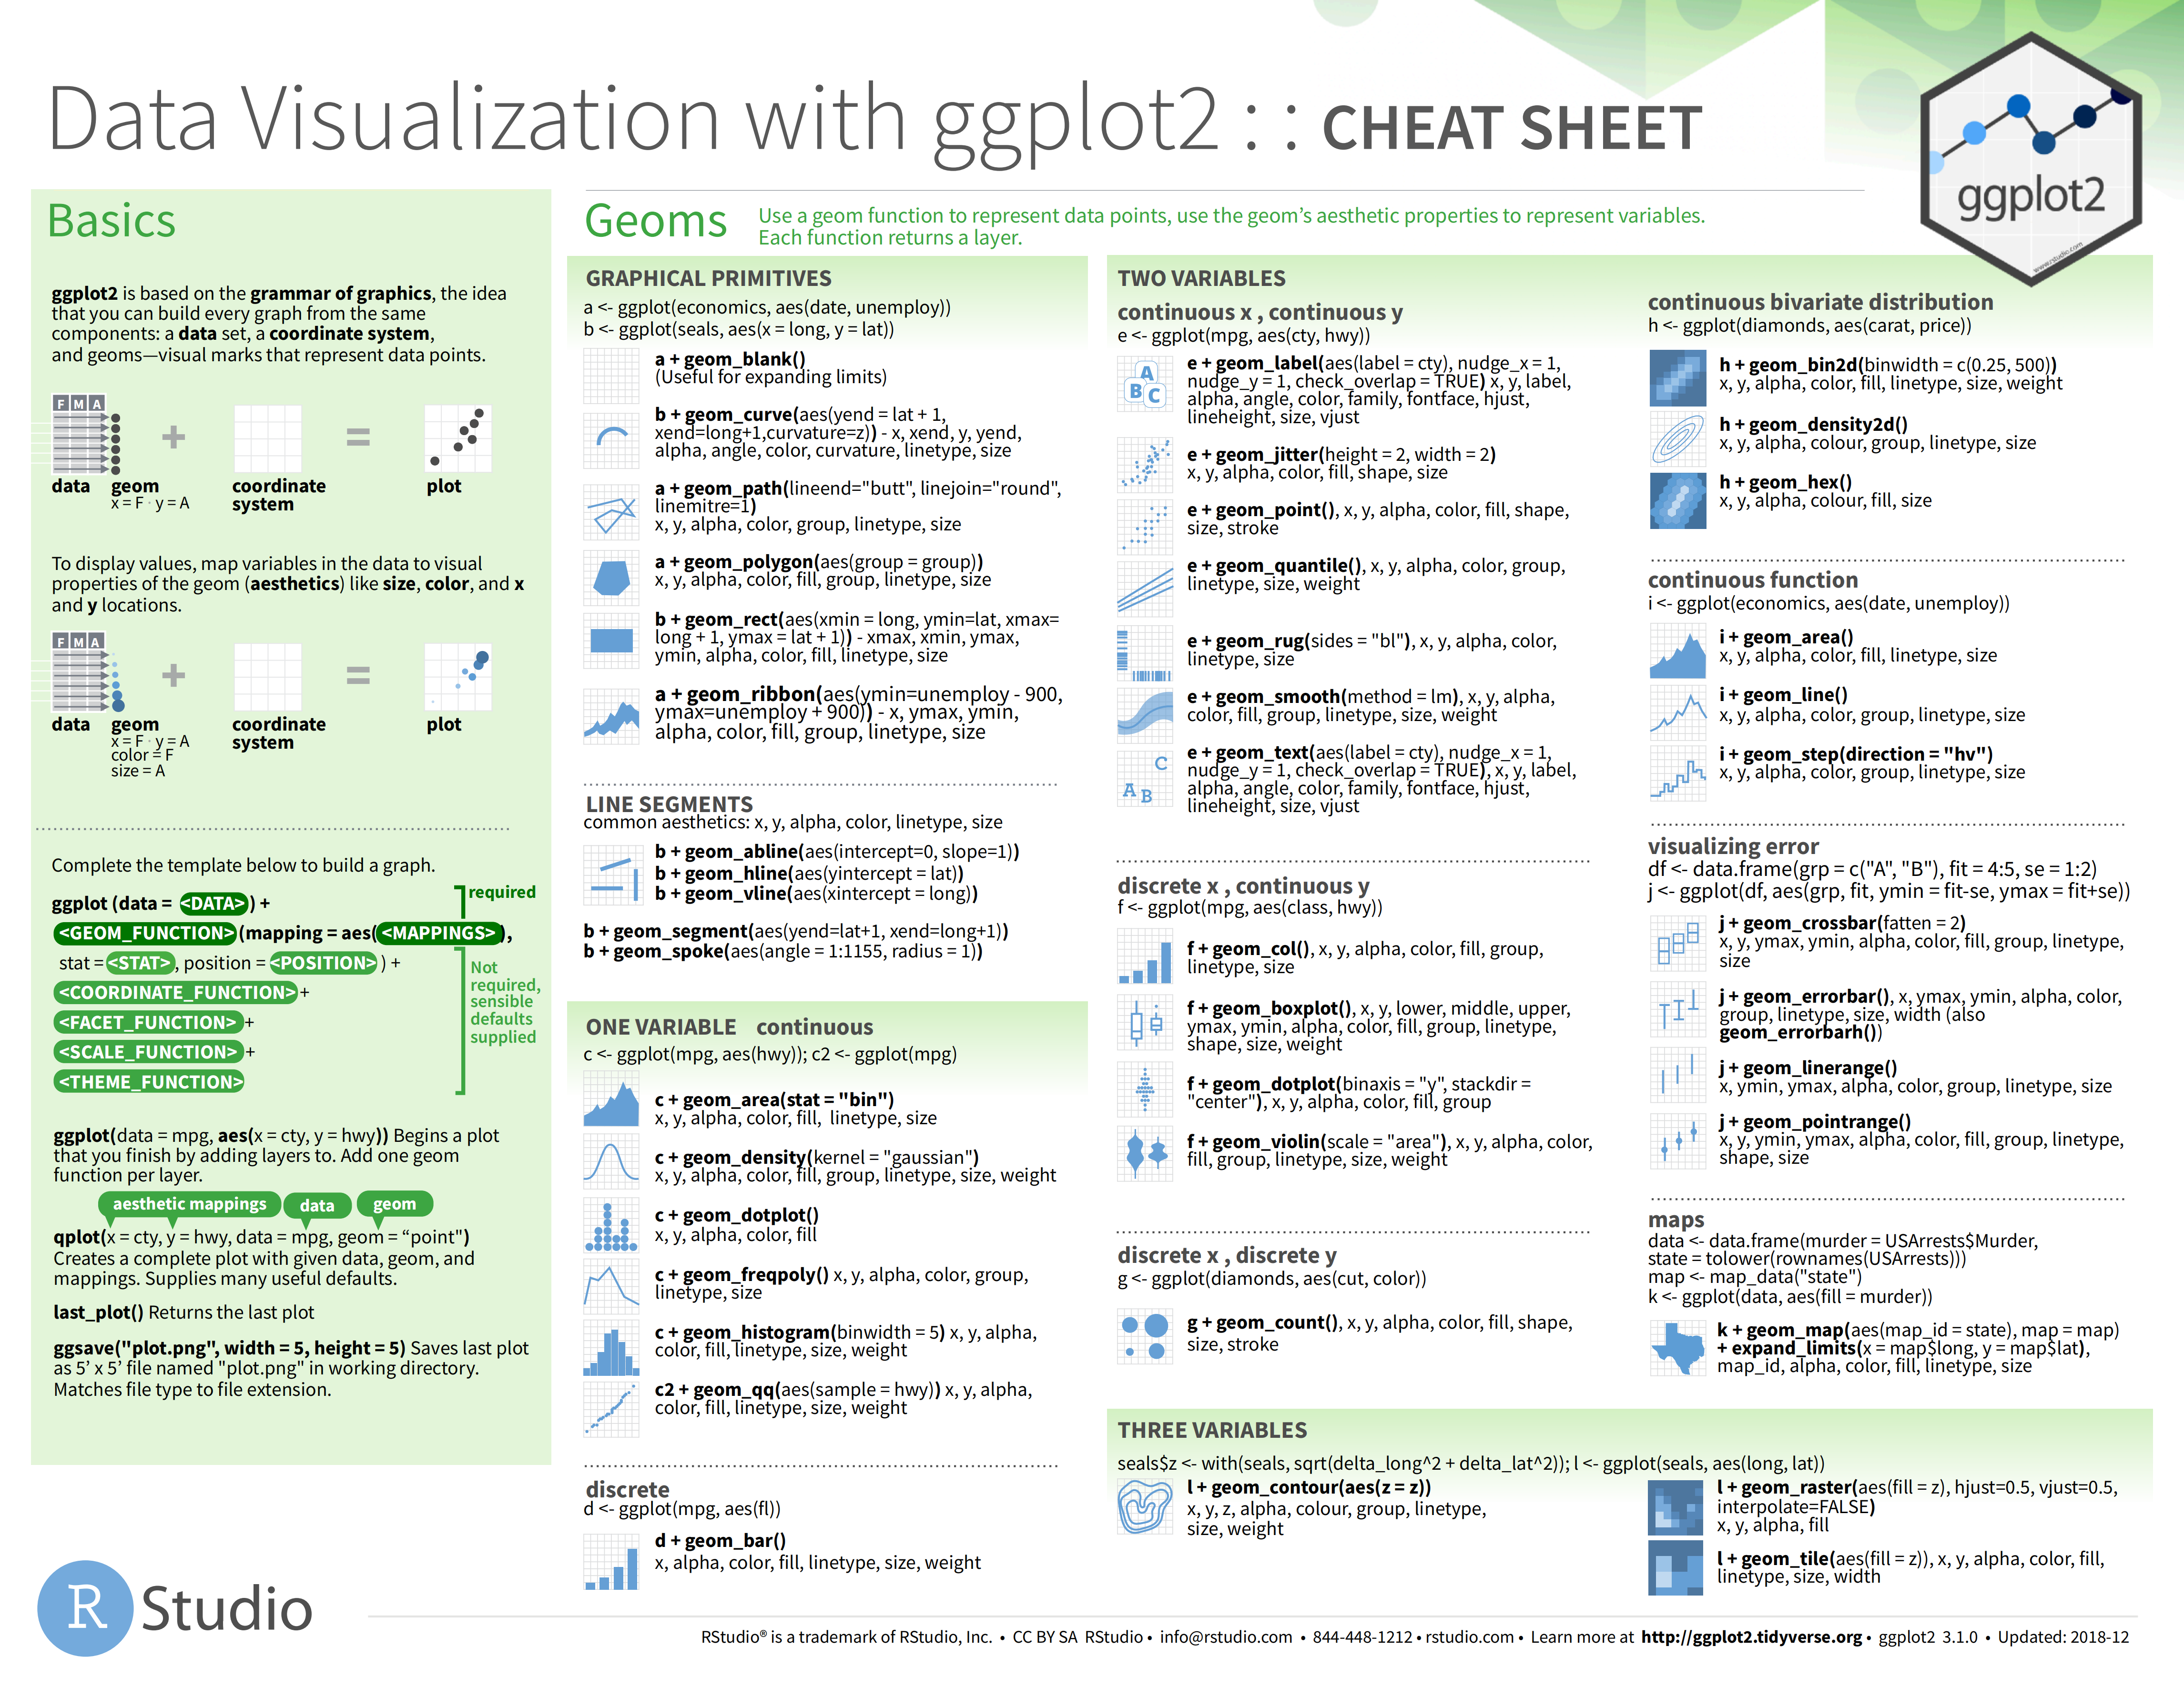 Data Visualization with ggplot2 : : CHEAT SHEET
ggplot2
www.rstudio.com
Basics
ggplot2 is based on the grammar of graphics, the idea
that you can build every graph from the same
components: a data set, a coordinate system,
and geoms—visual marks that represent data points.
F M A
+ =
data geom coordinate system plot
x = F · y = A
To display values, map variables in the data to visual
properties of the geom (aesthetics) like size, color, and x
and y locations.
F M A
+ =
data geom coordinate system plot
x = F · y = A
color = F
size = A
Complete the template below to build a graph.
required
ggplot (data = <DATA> ) +
<GEOM_FUNCTION> (mapping = aes( <MAPPINGS> ),
stat = <STAT> , position = <POSITION> ) +
<COORDINATE_FUNCTION> +
<FACET_FUNCTION> +
<SCALE_FUNCTION> +
<THEME_FUNCTION>
Not
required,
sensible
defaults
supplied
ggplot(data = mpg, aes(x = cty, y = hwy)) Begins a plot
that you finish by adding layers to. Add one geom
function per layer.
aesthetic mappings data geom
qplot(x = cty, y = hwy, data = mpg, geom = “point")
Creates a complete plot with given data, geom, and
mappings. Supplies many useful defaults.
last_plot() Returns the last plot
ggsave("plot.png", width = 5, height = 5) Saves last plot
as 5’ x 5’ file named "plot.png" in working directory.
Matches file type to file extension.
Geoms
Use a geom function to represent data points, use the geom’s aesthetic properties to represent variables.
Each function returns a layer.
GRAPHICAL PRIMITIVES
a <- ggplot(economics, aes(date, unemploy))
b <- ggplot(seals, aes(x = long, y = lat))
a + geom_blank()
(Useful for expanding limits)
b + geom_curve(aes(yend = lat + 1,
xend=long+1,curvature=z)) - x, xend, y, yend,
alpha, angle, color, curvature, linetype, size
a + geom_path(lineend="butt", linejoin="round",
linemitre=1)
x, y, alpha, color, group, linetype, size
a + geom_polygon(aes(group = group))
x, y, alpha, color, fill, group, linetype, size
b + geom_rect(aes(xmin = long, ymin=lat, xmax=
long + 1, ymax = lat + 1)) - xmax, xmin, ymax,
ymin, alpha, color, fill, linetype, size
a + geom_ribbon(aes(ymin=unemploy - 900,
ymax=unemploy + 900)) - x, ymax, ymin,
alpha, color, fill, group, linetype, size
LINE SEGMENTS
common aesthetics: x, y, alpha, color, linetype, size
b + geom_abline(aes(intercept=0, slope=1))
b + geom_hline(aes(yintercept = lat))
b + geom_vline(aes(xintercept = long))
b + geom_segment(aes(yend=lat+1, xend=long+1))
b + geom_spoke(aes(angle = 1:1155, radius = 1))
ONE VARIABLE continuous
c <- ggplot(mpg, aes(hwy)); c2 <- ggplot(mpg)
c + geom_area(stat = "bin")
x, y, alpha, color, fill, linetype, size
c + geom_density(kernel = "gaussian")
x, y, alpha, color, fill, group, linetype, size, weight
c + geom_dotplot()
x, y, alpha, color, fill
c + geom_freqpoly() x, y, alpha, color, group,
linetype, size
c + geom_histogram(binwidth = 5) x, y, alpha,
color, fill, linetype, size, weight
c2 + geom_qq(aes(sample = hwy)) x, y, alpha,
color, fill, linetype, size, weight
discrete
d <- ggplot(mpg, aes(fl))
d + geom_bar()
x, alpha, color, fill, linetype, size, weight
TWO VARIABLES
continuous x , continuous y
e <- ggplot(mpg, aes(cty, hwy))
A
B C
e + geom_label(aes(label = cty), nudge_x = 1,
nudge_y = 1, check_overlap = TRUE) x, y, label,
alpha, angle, color, family, fontface, hjust,
lineheight, size, vjust
e + geom_jitter(height = 2, width = 2)
x, y, alpha, color, fill, shape, size
e + geom_point(), x, y, alpha, color, fill, shape,
size, stroke
e + geom_quantile(), x, y, alpha, color, group,
linetype, size, weight
e + geom_rug(sides = "bl"), x, y, alpha, color,
linetype, size
e + geom_smooth(method = lm), x, y, alpha,
color, fill, group, linetype, size, weight
C
A B
e + geom_text(aes(label = cty), nudge_x = 1,
nudge_y = 1, check_overlap = TRUE), x, y, label,
alpha, angle, color, family, fontface, hjust,
lineheight, size, vjust
discrete x , continuous y
f <- ggplot(mpg, aes(class, hwy))
f + geom_col(), x, y, alpha, color, fill, group,
linetype, size
f + geom_boxplot(), x, y, lower, middle, upper,
ymax, ymin, alpha, color, fill, group, linetype,
shape, size, weight
f + geom_dotplot(binaxis = "y", stackdir =
"center"), x, y, alpha, color, fill, group
f + geom_violin(scale = "area"), x, y, alpha, color,
fill, group, linetype, size, weight
discrete x , discrete y
g <- ggplot(diamonds, aes(cut, color))
g + geom_count(), x, y, alpha, color, fill, shape,
size, stroke
continuous bivariate distribution
h <- ggplot(diamonds, aes(carat, price))
h + geom_bin2d(binwidth = c(0.25, 500))
x, y, alpha, color, fill, linetype, size, weight
h + geom_density2d()
x, y, alpha, colour, group, linetype, size
h + geom_hex()
x, y, alpha, colour, fill, size
continuous function
i <- ggplot(economics, aes(date, unemploy))
i + geom_area()
x, y, alpha, color, fill, linetype, size
i + geom_line()
x, y, alpha, color, group, linetype, size
i + geom_step(direction = "hv")
x, y, alpha, color, group, linetype, size
visualizing error
df <- data.frame(grp = c("A", "B"), fit = 4:5, se = 1:2)
j <- ggplot(df, aes(grp, fit, ymin = fit-se, ymax = fit+se))
j + geom_crossbar(fatten = 2)
x, y, ymax, ymin, alpha, color, fill, group, linetype,
size
j + geom_errorbar(), x, ymax, ymin, alpha, color,
group, linetype, size, width (also
geom_errorbarh())
j + geom_linerange()
x, ymin, ymax, alpha, color, group, linetype, size
j + geom_pointrange()
x, y, ymin, ymax, alpha, color, fill, group, linetype,
shape, size
maps
data <- data.frame(murder = USArrests$Murder,
state = tolower(rownames(USArrests)))
map <- map_data("state")
k <- ggplot(data, aes(fill = murder))
k + geom_map(aes(map_id = state), map = map)
+ expand_limits(x = map$long, y = map$lat),
map_id, alpha, color, fill, linetype, size
THREE VARIABLES
seals$z <- with(seals, sqrt(delta_long^2 + delta_lat^2)); l <- ggplot(seals, aes(long, lat))
l + geom_contour(aes(z = z))
x, y, z, alpha, colour, group, linetype,
size, weight
l + geom_raster(aes(fill = z), hjust=0.5, vjust=0.5,
interpolate=FALSE)
x, y, alpha, fill
l + geom_tile(aes(fill = z)), x, y, alpha, color, fill,
linetype, size, width
R Studio
RStudio® is a trademark of RStudio, Inc. • CC BY SA RStudio • info@rstudio.com • 844-448-1212 • rstudio.com • Learn more at http://ggplot2.tidyverse.org • ggplot2 3.1.0 • Updated: 2018-12